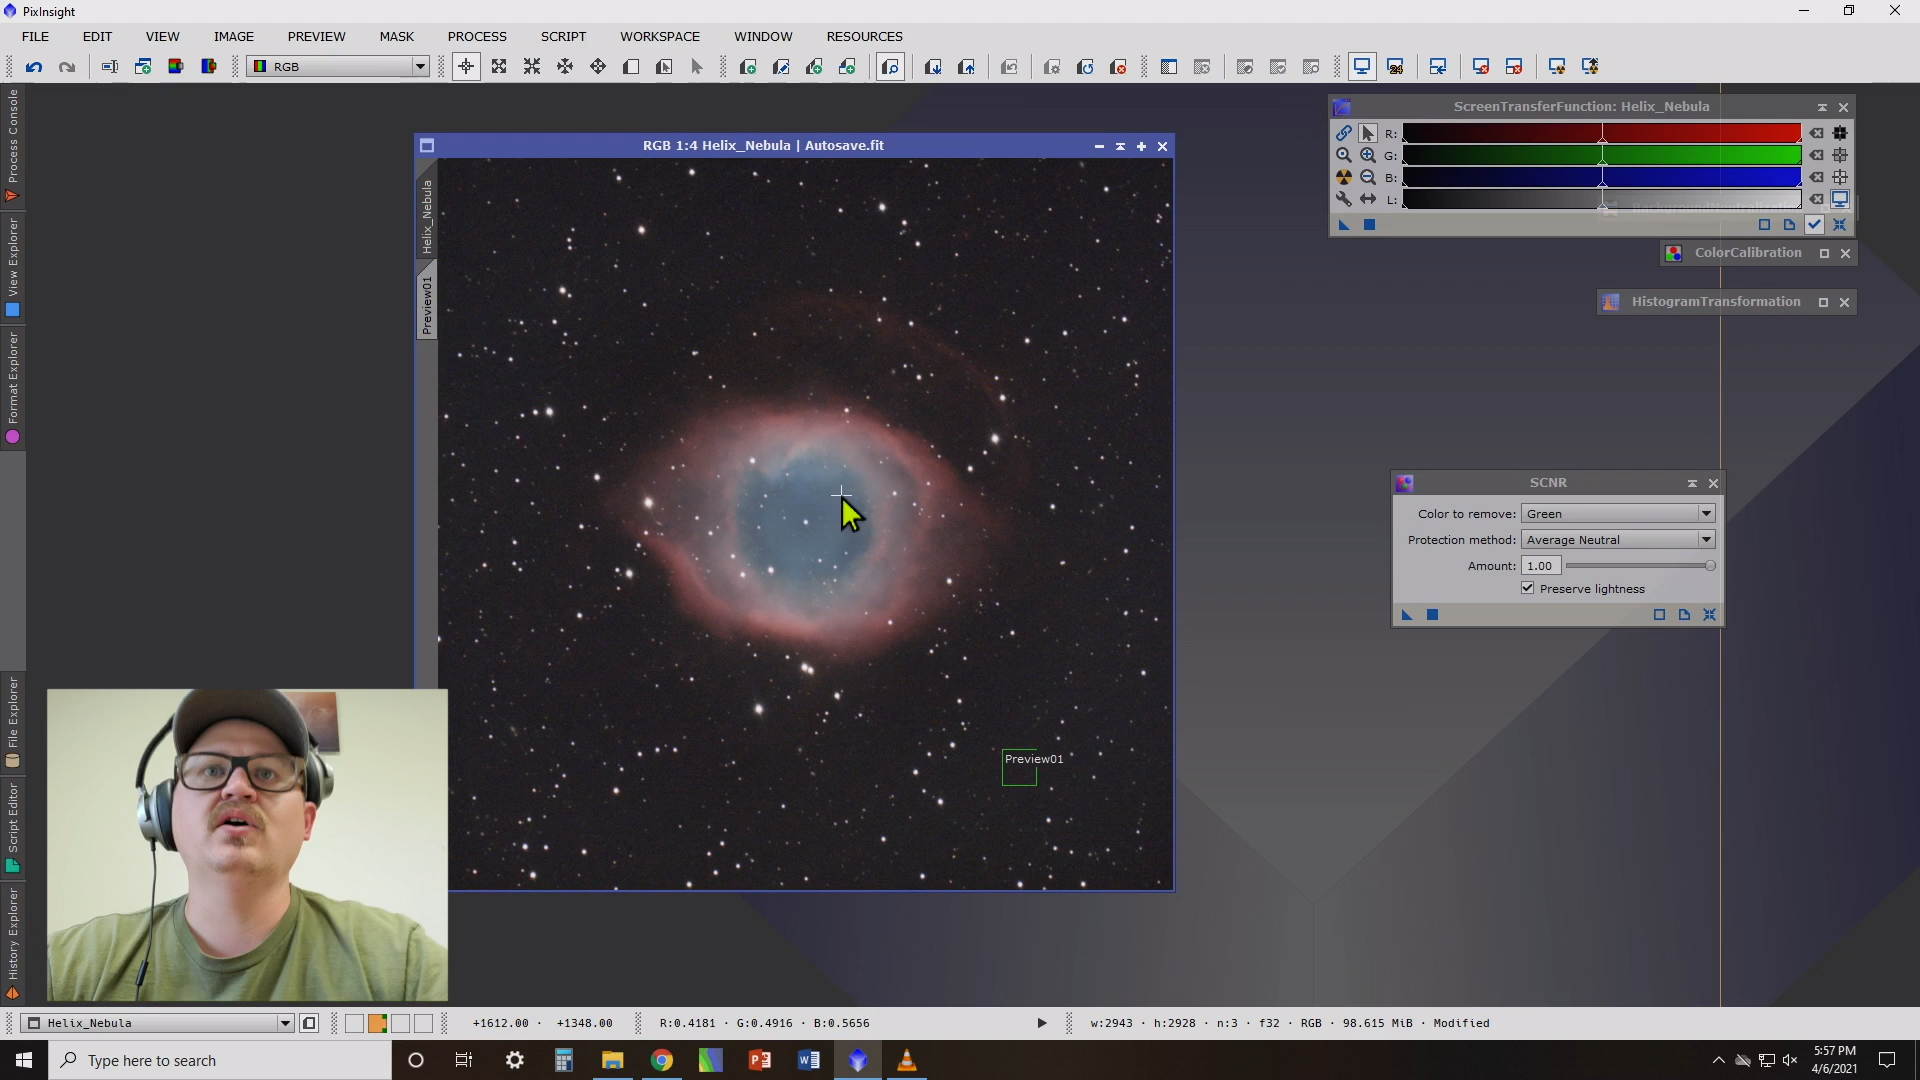 PixInsight
FILE EDIT VIEW IMAGE PREVIEW MASK PROCESS SCRIPT WORKSPACE WINDOW RESOURCES
RGB
24
Process Console
View Explorer
Format Explorer
File Explorer
Script Editor
History Explorer
RGB 1:4 Helix_Nebula | Autosave.fit
Helix_Nebula
Preview01
Preview01
ScreenTransferFunction: Helix_Nebula
R:
G:
B:
L:
BackgroundNeutralization
ColorCalibration
HistogramTransformation
SCNR
Color to remove: Green
Protection method: Average Neutral
Amount: 1.00
Preserve lightness
Helix_Nebula
+1612.00 · +1348.00
R:0.4181 · G:0.4916 · B:0.5656
w:2943 · h:2928 · n:3 · f32 · RGB · 98.615 MiB · Modified
Type here to search
5:57 PM
4/6/2021